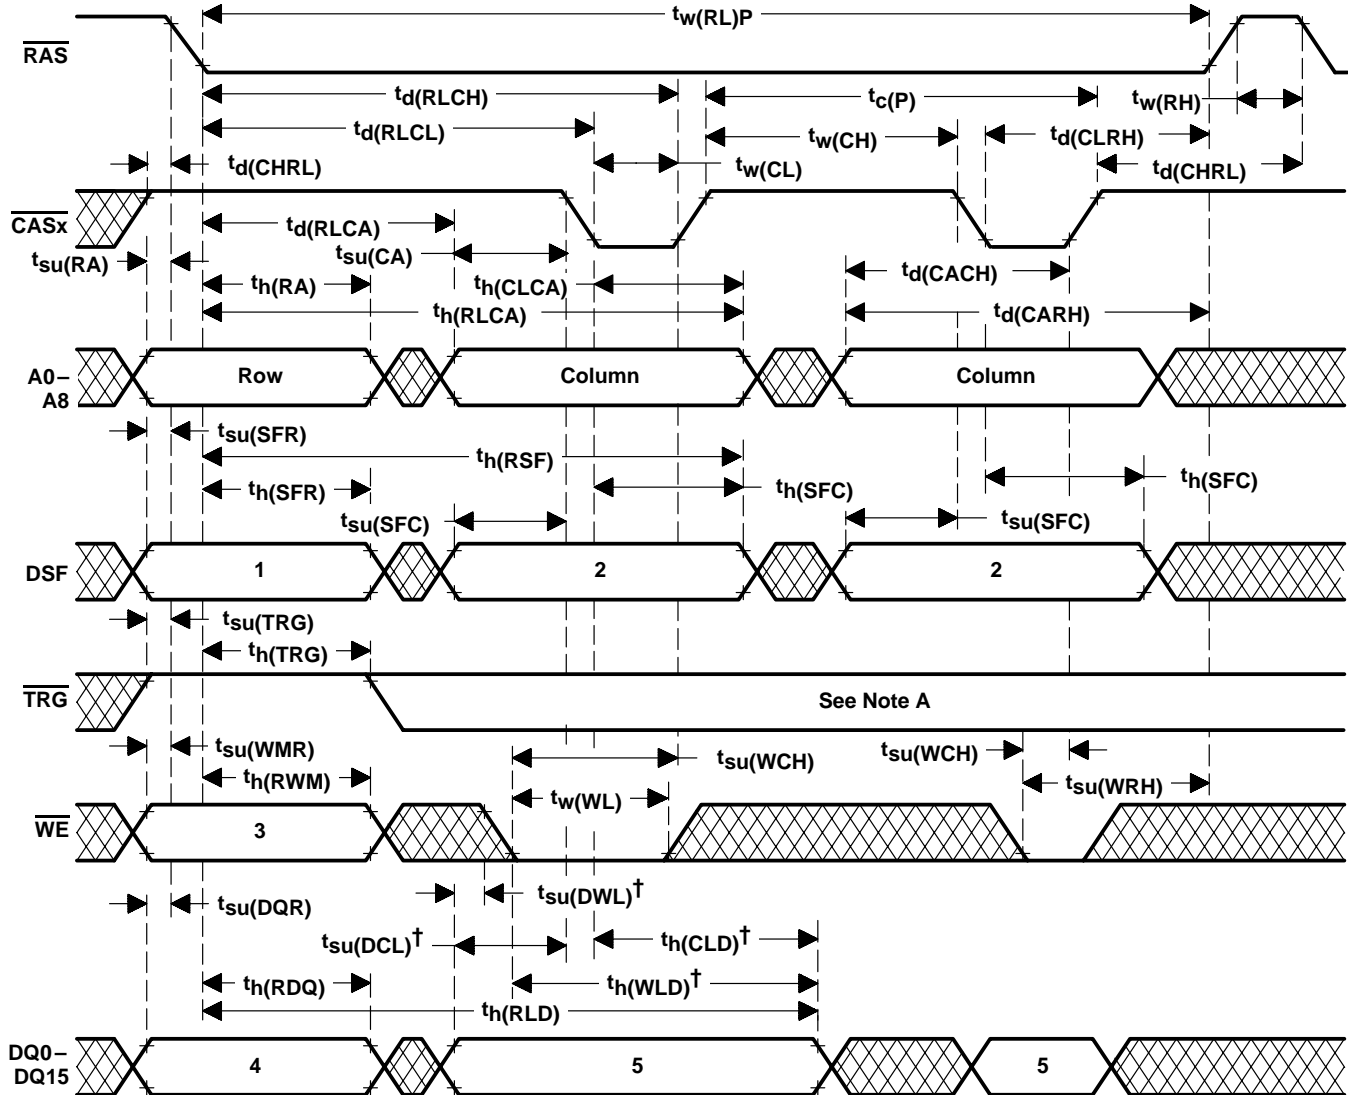 tw(RL)P
RAS
td(RLCH)
tc(P)
tw(RH)
td(RLCL)
tw(CH)
td(CLRH)
td(CHRL)
tw(CL)
td(CHRL)
CASx
td(RLCA)
tsu(RA)
tsu(CA)
td(CACH)
th(RA)
th(CLCA)
th(RLCA)
td(CARH)
A0–
A8
Row
Column
Column
tsu(SFR)
th(RSF)
th(SFR)
th(SFC)
th(SFC)
tsu(SFC)
tsu(SFC)
DSF
1
2
2
tsu(TRG)
th(TRG)
TRG
See Note A
tsu(WMR)
tsu(WCH)
tsu(WCH)
th(RWM)
tw(WL)
tsu(WRH)
WE
3
tsu(DQR)
tsu(DWL)†
tsu(DCL)†
th(CLD)†
th(RDQ)
th(WLD)†
th(RLD)
DQ0–
DQ15
4
5
5